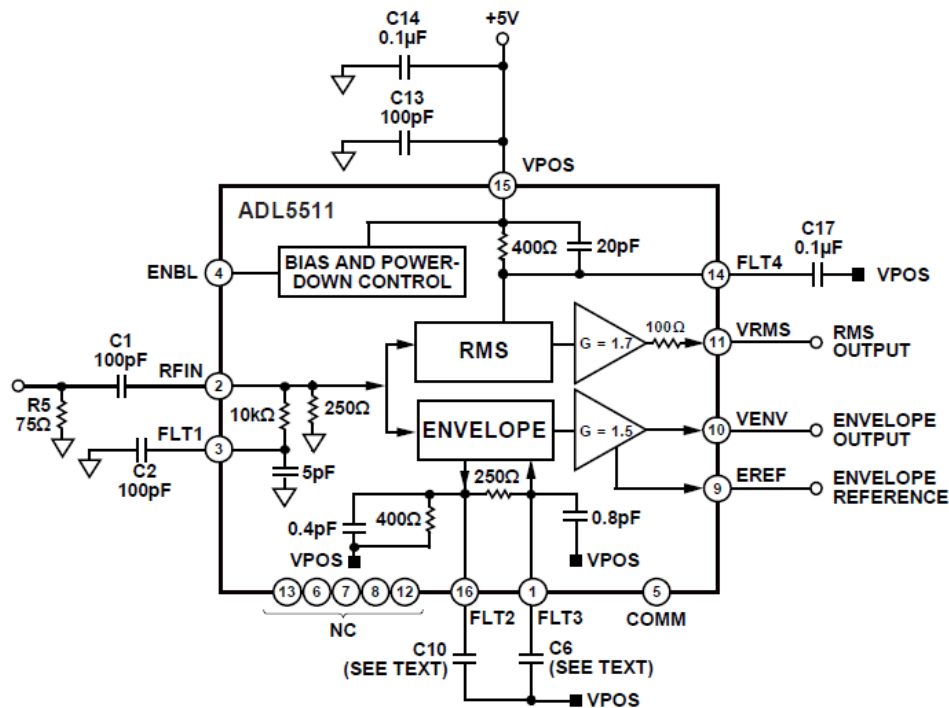 C14
0.1µF
+5V
C13
100pF
VPOS
15
ADL5511
400Ω
20pF
C17
0.1µF
ENBL
4
BIAS AND POWER-
DOWN CONTROL
14
FLT4
VPOS
C1
100pF
RFIN
2
RMS
G = 1.7
100Ω
11
VRMS
RMS
OUTPUT
R5
75Ω
10kΩ
250Ω
ENVELOPE
G = 1.5
10
VENV
ENVELOPE
OUTPUT
FLT1
3
C2
100pF
5pF
250Ω
9
EREF
ENVELOPE
REFERENCE
0.4pF
400Ω
0.8pF
VPOS
VPOS
13
6
7
8
12
16
1
5
NC
FLT2
FLT3
COMM
C10
(SEE TEXT)
C6
(SEE TEXT)
VPOS